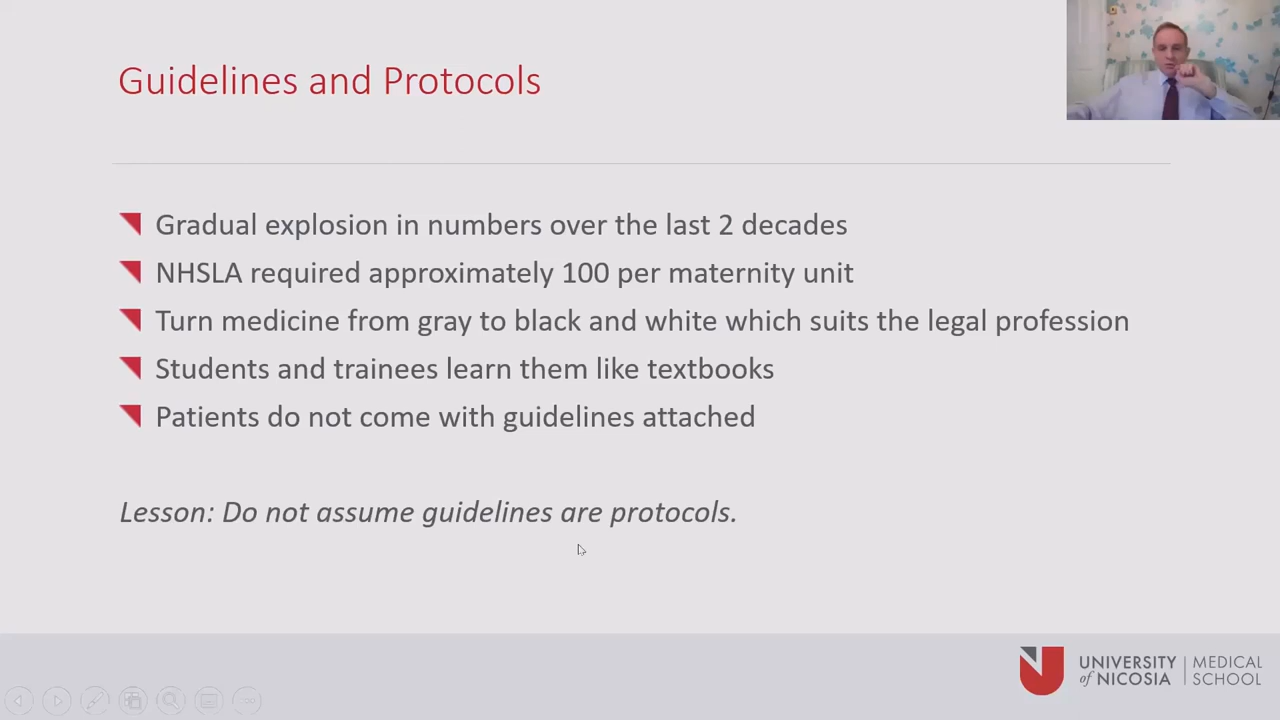 Guidelines and Protocols
Gradual explosion in numbers over the last 2 decades
NHSLA required approximately 100 per maternity unit
Turn medicine from gray to black and white which suits the legal profession
Students and trainees learn them like textbooks
Patients do not come with guidelines attached
Lesson: Do not assume guidelines are protocols.
UNIVERSITY
of NICOSIA
MEDICAL
SCHOOL